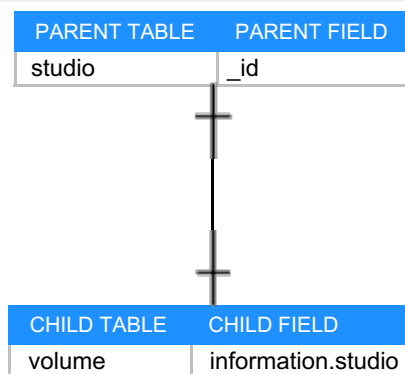 PARENT TABLE PARENT FIELD
studio _id
CHILD TABLE CHILD FIELD
volume information.studio